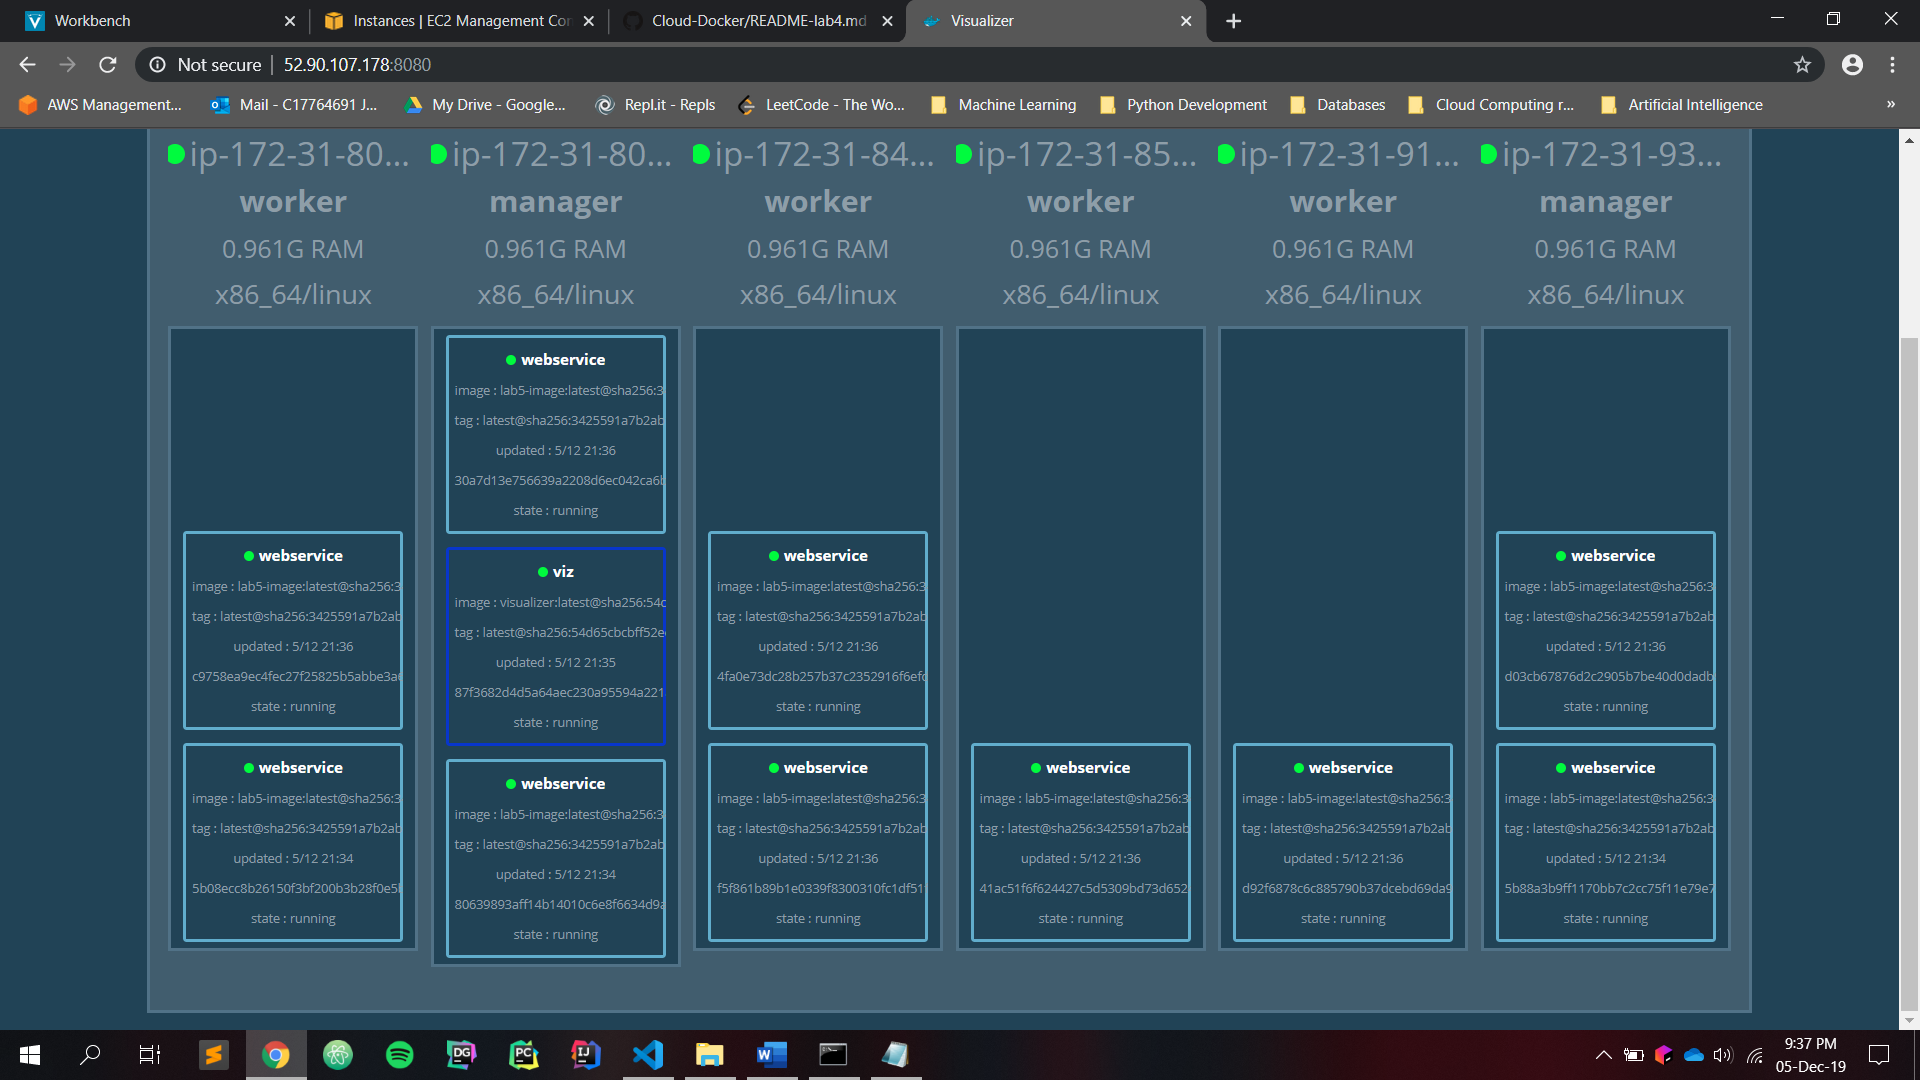 Workbench
Instances | EC2 Management Con
Cloud-Docker/README-lab4.md
Visualizer
Not secure
52.90.107.178:8080
AWS Management...
Mail - C17764691 J...
My Drive - Google...
Repl.it - Repls
LeetCode - The Wo...
Machine Learning
Python Development
Databases
Cloud Computing r...
Artificial Intelligence
»
ip-172-31-80...
worker
0.961G RAM
x86_64/linux
webservice
image : lab5-image:latest@sha256:3
tag : latest@sha256:3425591a7b2ab
updated : 5/12 21:36
c9758ea9ec4fec27f25825b5abbe3a
state : running
webservice
image : lab5-image:latest@sha256:3
tag : latest@sha256:3425591a7b2ab
updated : 5/12 21:34
5b08ecc8b26150f3bf200b3b28f0e5
state : running
ip-172-31-80...
manager
0.961G RAM
x86_64/linux
webservice
image : lab5-image:latest@sha256:3
tag : latest@sha256:3425591a7b2ab
updated : 5/12 21:36
30a7d13e756639a2208d6ec042ca6b
state : running
viz
image : visualizer:latest@sha256:54c
tag : latest@sha256:54d65cbcbff52e
updated : 5/12 21:35
87f3682d4d5a64aec230a95594a221
state : running
webservice
image : lab5-image:latest@sha256:3
tag : latest@sha256:3425591a7b2ab
updated : 5/12 21:34
80639893aff14b14010c6e8f6634d9a
state : running
ip-172-31-84...
worker
0.961G RAM
x86_64/linux
webservice
image : lab5-image:latest@sha256:3
tag : latest@sha256:3425591a7b2ab
updated : 5/12 21:36
4fa0e73dc28b257b37c2352916f6efc
state : running
webservice
image : lab5-image:latest@sha256:3
tag : latest@sha256:3425591a7b2ab
updated : 5/12 21:36
f5f861b89b1e0339f8300310fc1df51
state : running
ip-172-31-85...
worker
0.961G RAM
x86_64/linux
webservice
image : lab5-image:latest@sha256:3
tag : latest@sha256:3425591a7b2ab
updated : 5/12 21:36
41ac51f6f624427c5d5309bd73d652
state : running
ip-172-31-91...
worker
0.961G RAM
x86_64/linux
webservice
image : lab5-image:latest@sha256:3
tag : latest@sha256:3425591a7b2ab
updated : 5/12 21:36
d92f6878c6c885790b37dcebd69da9
state : running
ip-172-31-93...
manager
0.961G RAM
x86_64/linux
webservice
image : lab5-image:latest@sha256:3
tag : latest@sha256:3425591a7b2ab
updated : 5/12 21:36
d03cb67876d2c2905b7be40d0dadb
state : running
webservice
image : lab5-image:latest@sha256:3
tag : latest@sha256:3425591a7b2ab
updated : 5/12 21:34
5b88a3b9ff1170bb7c2cc75f11e79e7
state : running
9:37 PM
05-Dec-19